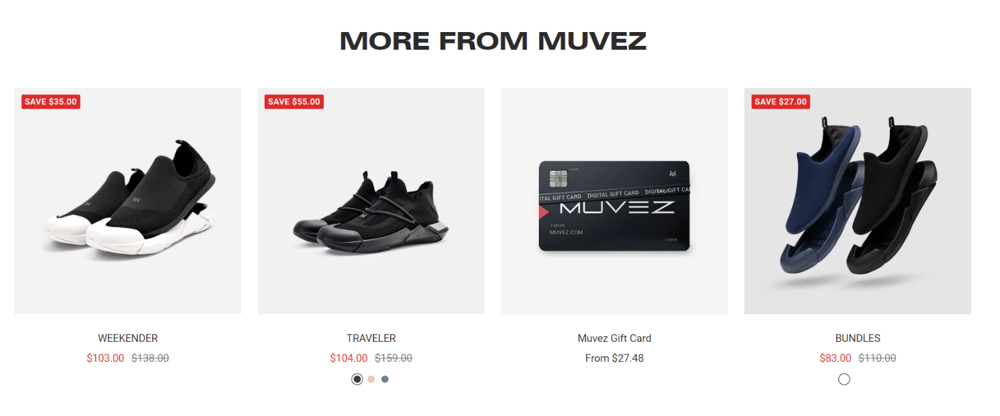 MORE FROM MUVEZ
SAVE $35.00
SAVE $55.00
SAVE $27.00
ITAL GIFT CARD DIGITAL GIFT CARD DIGITAL GIFT CA
MUVEZ
MUVEZ.COM
WEEKENDER
$103.00 $138.00
TRAVELER
$104.00 $159.00
Muvez Gift Card
From $27.48
BUNDLES
$83.00 $110.00